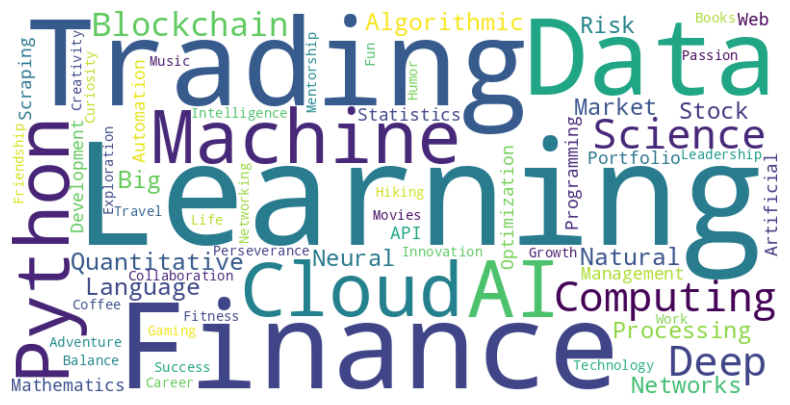 Trading
Data
Blockchain
Algorithmic
Risk
Books
Web
Scraping
Creativity
Curiosity
Music
Mentorship
Fun
Humor
Passion
Automation
Intelligence
Statistics
Market
Stock
Python
Friendship
Development
Exploration
Machine
Science
Programming
Portfolio
Leadership
Artificial
Learning
Big
Travel
Life
Networking
Hiking
Movies
API
Optimization
Quantitative
Perseverance
Neural
Innovation
Growth
Natural
Collaboration
Management
Language
Cloud
AI
Computing
Coffee
Fitness
Finance
Gaming
Work
Processing
Adventure
Balance
Success
Career
Technology
Deep
Mathematics
Networks